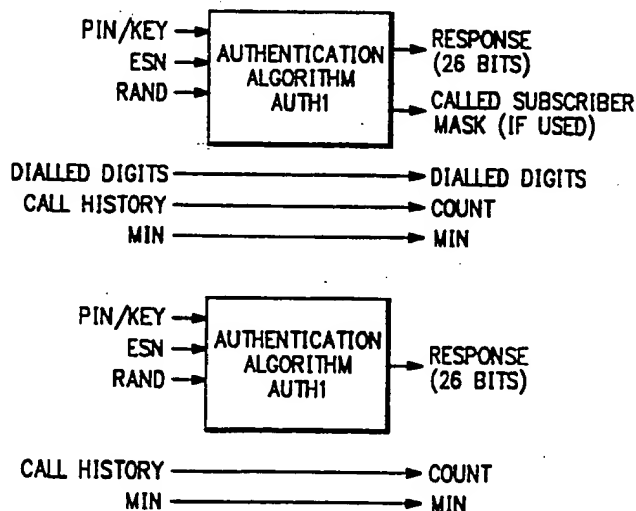 PIN/KEY
ESN
RAND
AUTHENTICATION
ALGORITHM
AUTH1
RESPONSE
(26 BITS)
CALLED SUBSCRIBER
MASK (IF USED)
DIALLED DIGITS DIALLED DIGITS
CALL HISTORY COUNT
MIN MIN
PIN/KEY
ESN
RAND
AUTHENTICATION
ALGORITHM
AUTH1
RESPONSE
(26 BITS)
CALL HISTORY COUNT
MIN MIN